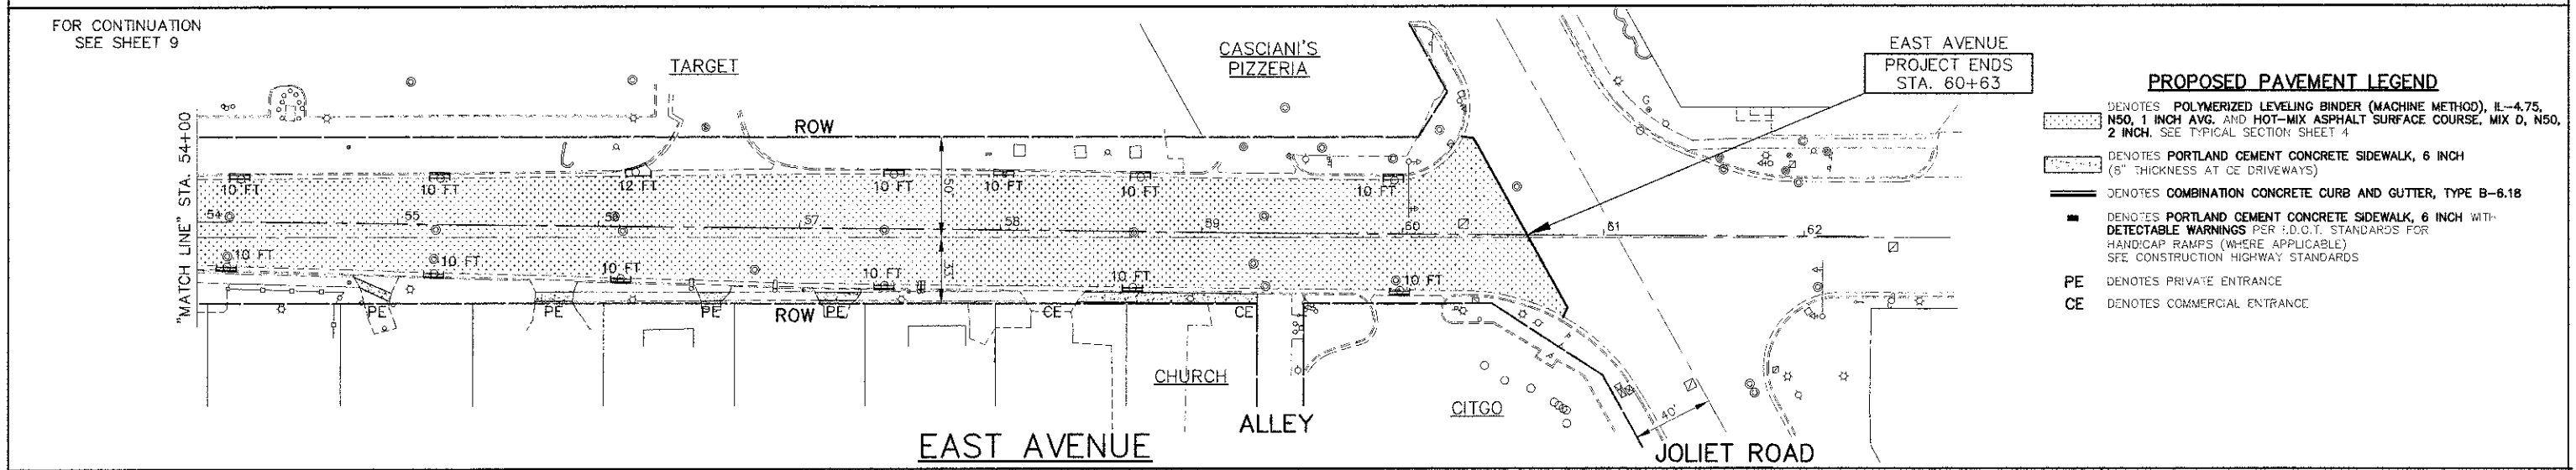 FOR CONTINUATION
SEE SHEET 9
TARGET
CASCIANI'S
PIZZERIA
EAST AVENUE
PROJECT ENDS
STA. 60+63
"MATCH LINE" STA. 54+00
ROW
10 FT
10 FT
12 FT
10 FT
10 FT
10 FT
10 FT
50'
54
55
56
57
58
59
60
61
62
G
33'
10 FT
10 FT
10 FT
10 FT
10 FT
10 FT
PE
PE
PE
ROW
PE
CE
CE
CHURCH
ALLEY
CITGO
40'
EAST AVENUE
JOLIET ROAD
PROPOSED PAVEMENT LEGEND
DENOTES POLYMERIZED LEVELING BINDER (MACHINE METHOD), IL-4.75,
N50, 1 INCH AVG. AND HOT-MIX ASPHALT SURFACE COURSE, MIX D, N50,
2 INCH. SEE TYPICAL SECTION SHEET 4
DENOTES PORTLAND CEMENT CONCRETE SIDEWALK, 6 INCH
(8" THICKNESS AT CE DRIVEWAYS)
DENOTES COMBINATION CONCRETE CURB AND GUTTER, TYPE B-6.18
DENOTES PORTLAND CEMENT CONCRETE SIDEWALK, 6 INCH WITH
DETECTABLE WARNINGS PER I.D.O.T. STANDARDS FOR
HANDICAP RAMPS (WHERE APPLICABLE)
SEE CONSTRUCTION HIGHWAY STANDARDS
PE DENOTES PRIVATE ENTRANCE
CE DENOTES COMMERCIAL ENTRANCE